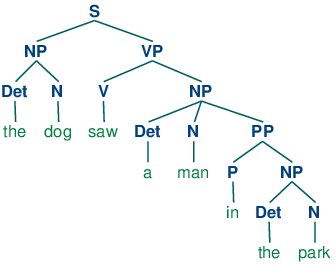 S
NP VP
Det N V NP
the dog saw Det N PP
a man P NP
in Det N
the park